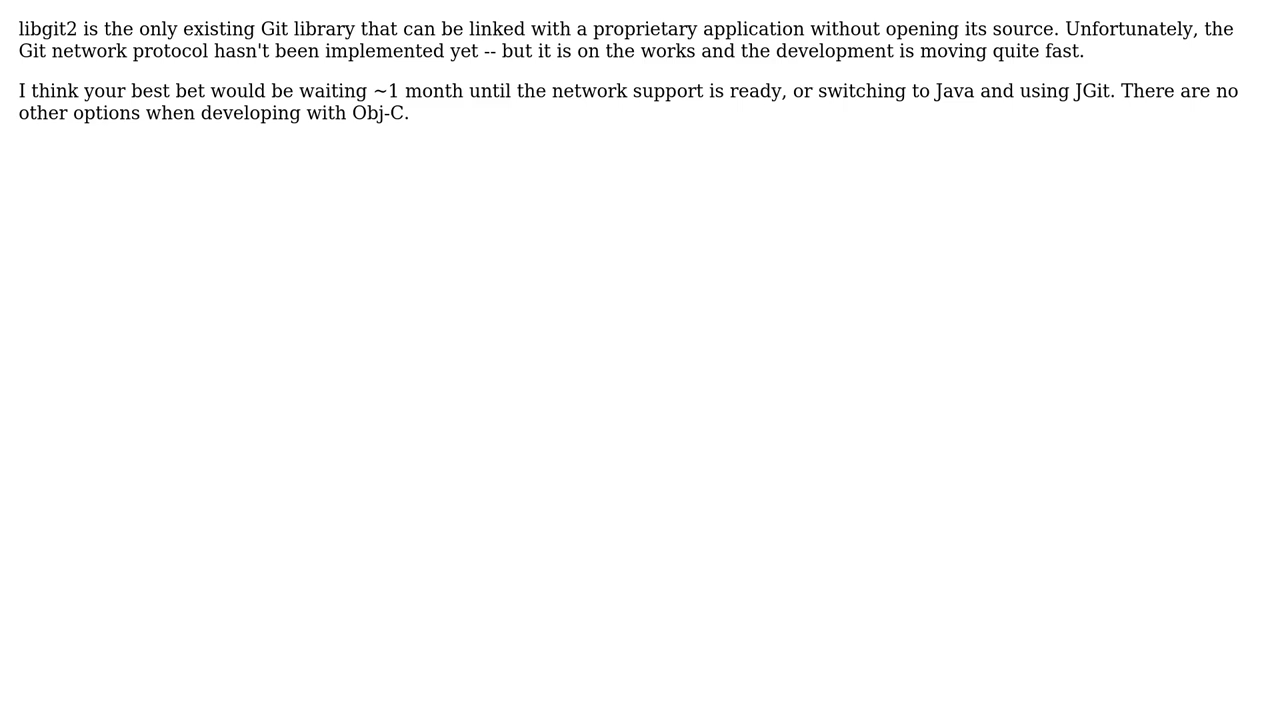 libgit2 is the only existing Git library that can be linked with a proprietary application without opening its source. Unfortunately, the
Git network protocol hasn't been implemented yet -- but it is on the works and the development is moving quite fast.
I think your best bet would be waiting ~1 month until the network support is ready, or switching to Java and using JGit. There are no
other options when developing with Obj-C.